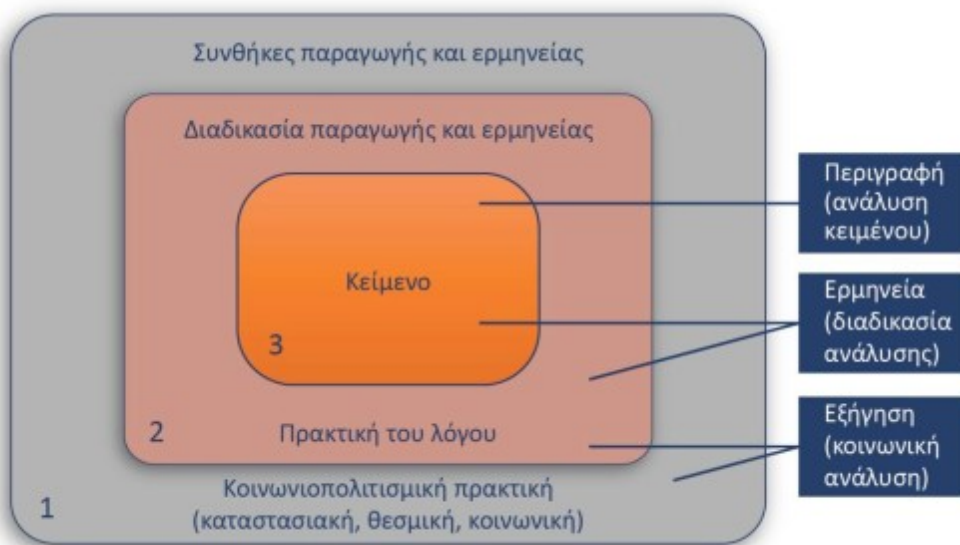 Συνθήκες παραγωγής και ερμηνείας
Διαδικασία παραγωγής και ερμηνείας
Κείμενο
3
2
Πρακτική του λόγου
Κοινωνιοπολιτισμική πρακτική
(καταστασιακή, θεσμική, κοινωνική)
1
Περιγραφή
(ανάλυση
κειμένου)
Ερμηνεία
(διαδικασία
ανάλυσης)
Εξήγηση
(κοινωνική
ανάλυση)